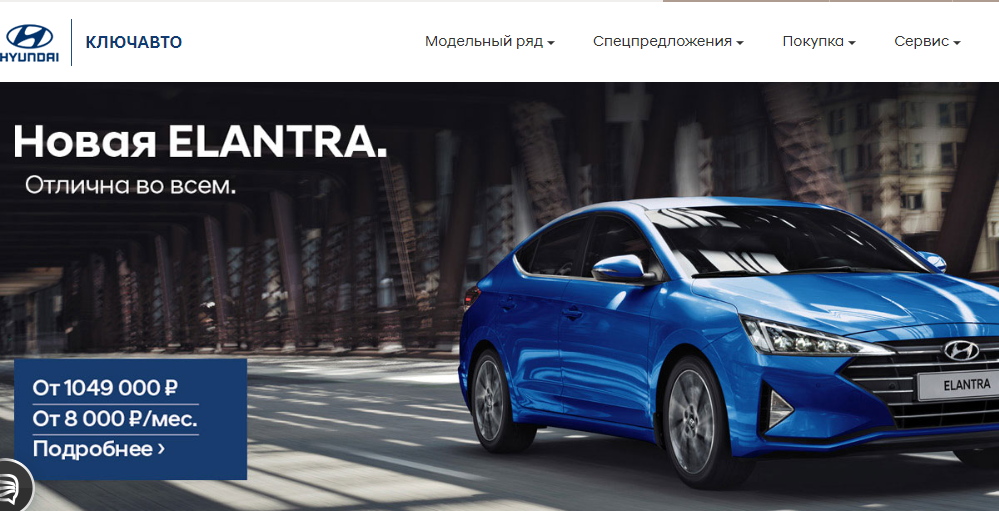 HYUNDAI
КЛЮЧАВТО
Модельный ряд
Спецпредложения
Покупка
Сервис
Новая ELANTRA.
Отлична во всем.
ELANTRA
От 1049 000 ₽
От 8 000 ₽/мес.
Подробнее ›